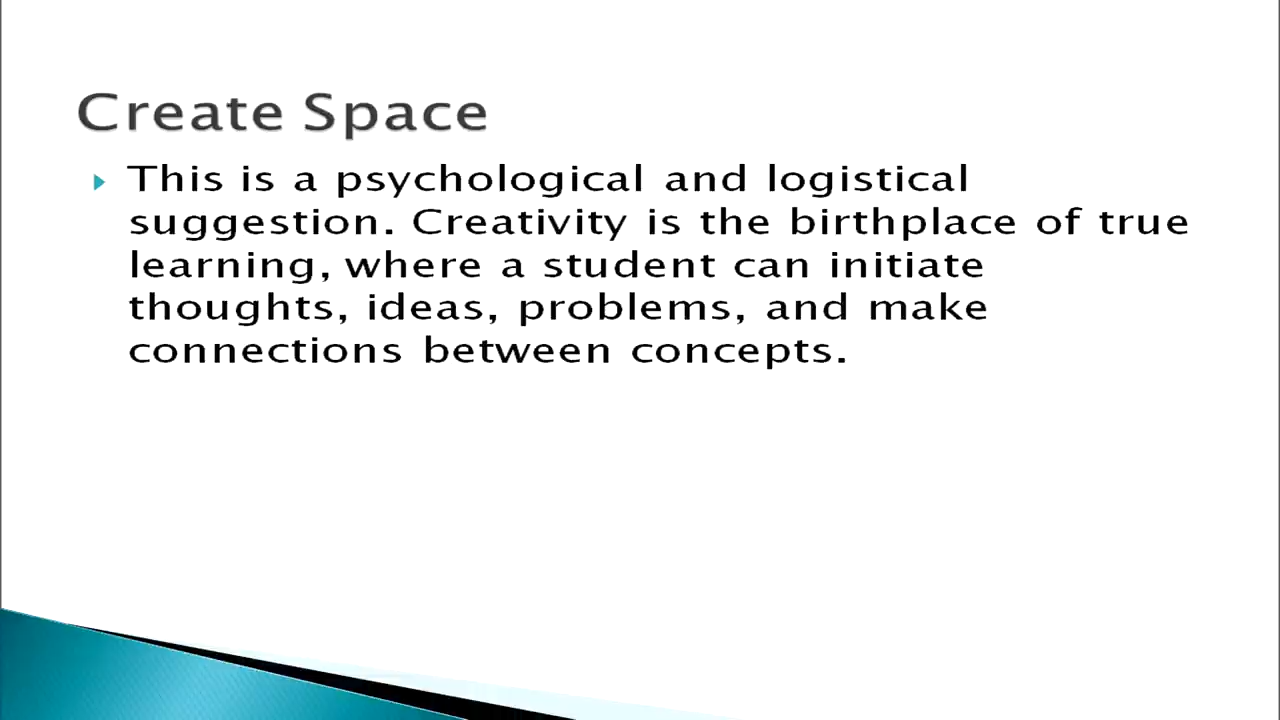 Create Space
This is a psychological and logistical
suggestion. Creativity is the birthplace of true
learning, where a student can initiate
thoughts, ideas, problems, and make
connections between concepts.